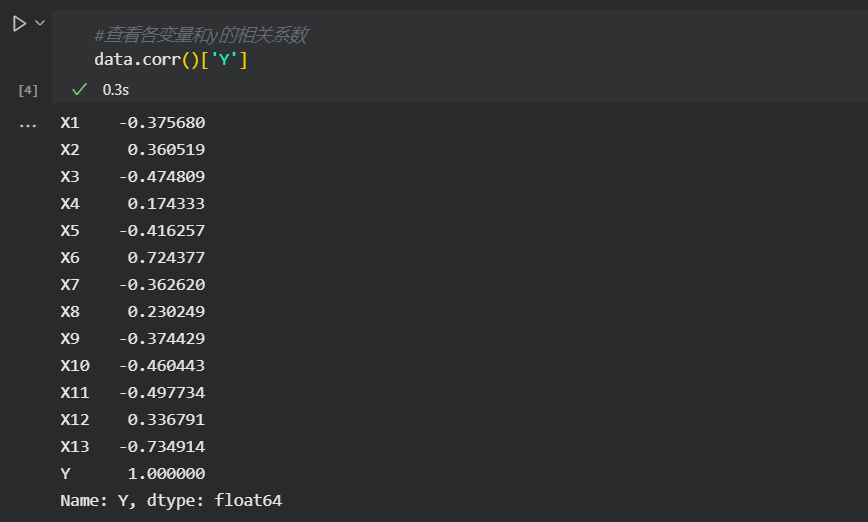 #查看各变量和y的相关系数
data.corr()['Y']
[4] 0.3s
... X1 -0.375680
X2 0.360519
X3 -0.474809
X4 0.174333
X5 -0.416257
X6 0.724377
X7 -0.362620
X8 0.230249
X9 -0.374429
X10 -0.460443
X11 -0.497734
X12 0.336791
X13 -0.734914
Y 1.000000
Name: Y, dtype: float64